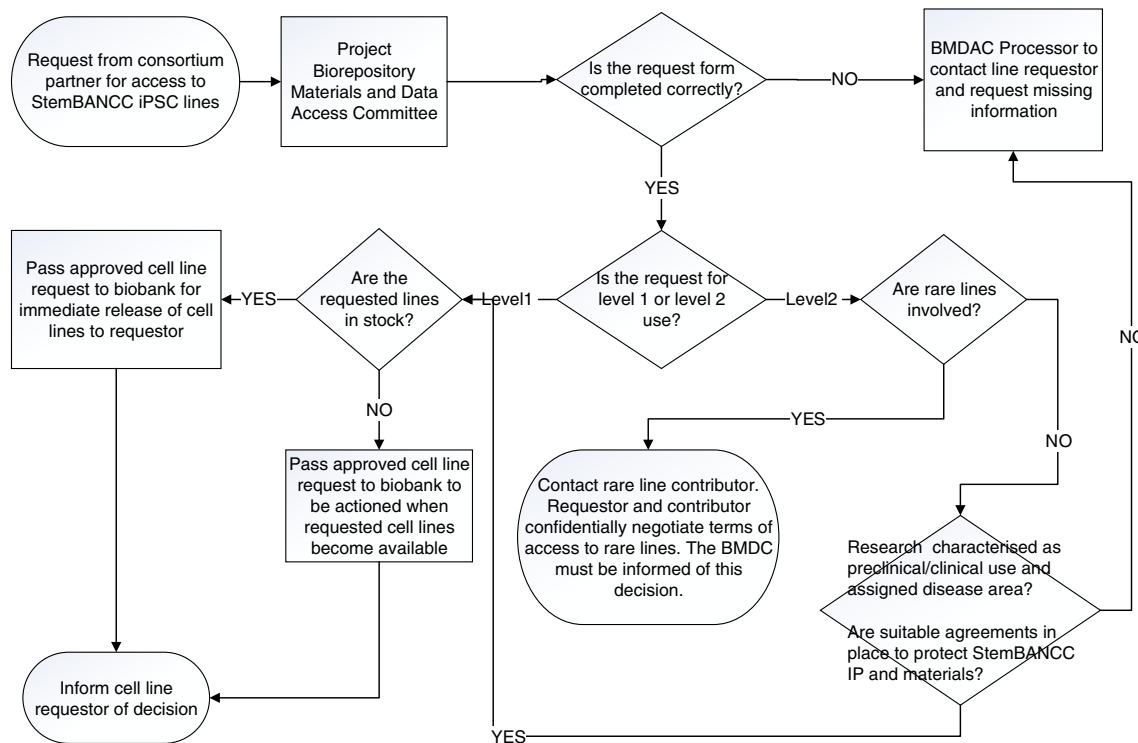 Request from consortium
partner for access to
StemBANCC iPSC lines
Project
Biorepository
Materials and Data
Access Committee
Is the request form
completed correctly?
NO
BMDAC Processor to
contact line requestor
and request missing
information
YES
Pass approved cell line
request to biobank for
immediate release of cell
lines to requestor
YES
Are the
requested lines
in stock?
Level1
Is the request for
level 1 or level 2
use?
Level2
Are rare lines
involved?
NO
NO
YES
NO
Pass approved cell line
request to biobank to
be actioned when
requested cell lines
become available
Contact rare line contributor.
Requestor and contributor
confidentially negotiate terms of
access to rare lines. The BMDC
must be informed of this
decision.
Research characterised as
preclinical/clinical use and
assigned disease area?
Are suitable agreements in
place to protect StemBANCC
IP and materials?
Inform cell line
requestor of decision
YES